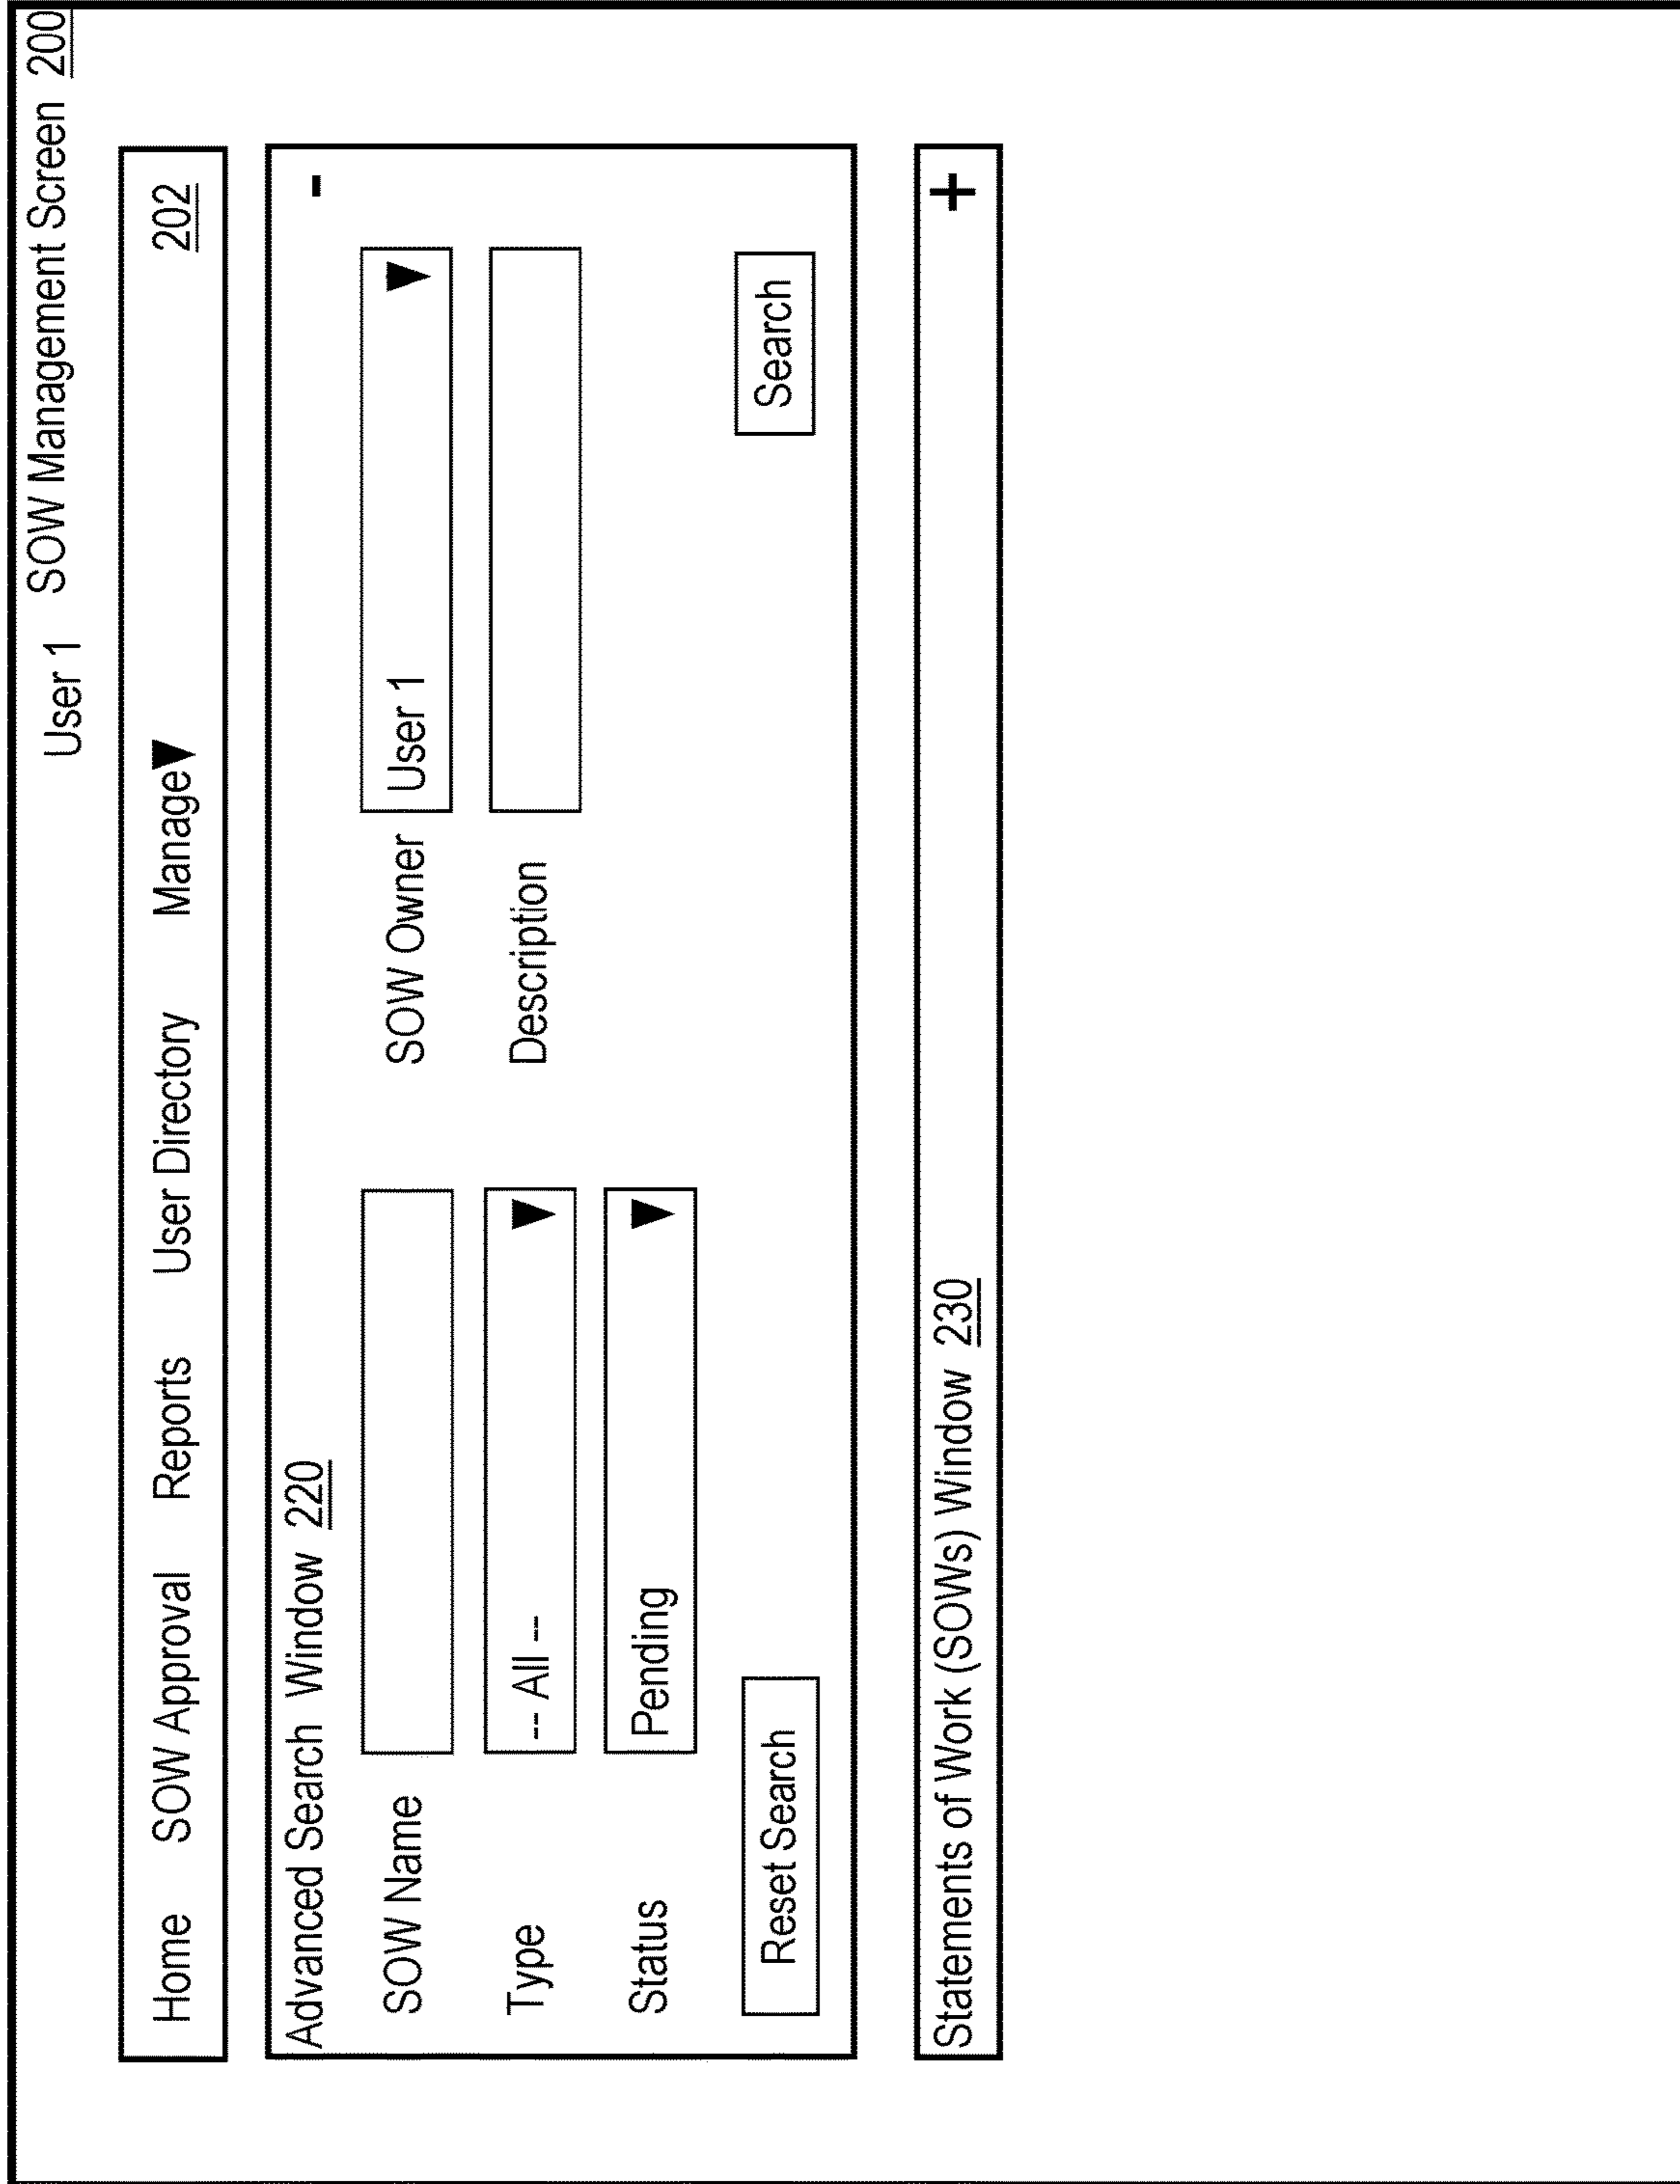 User 1 SOW Management Screen 200
Home SOW Approval Reports User Directory Manage▼ 202
Advanced Search Window 220 -
SOW Name SOW Owner User 1 ▼
Type -- All -- ▼ Description
Status Pending ▼
Reset Search Search
Statements of Work (SOWs) Window 230 +